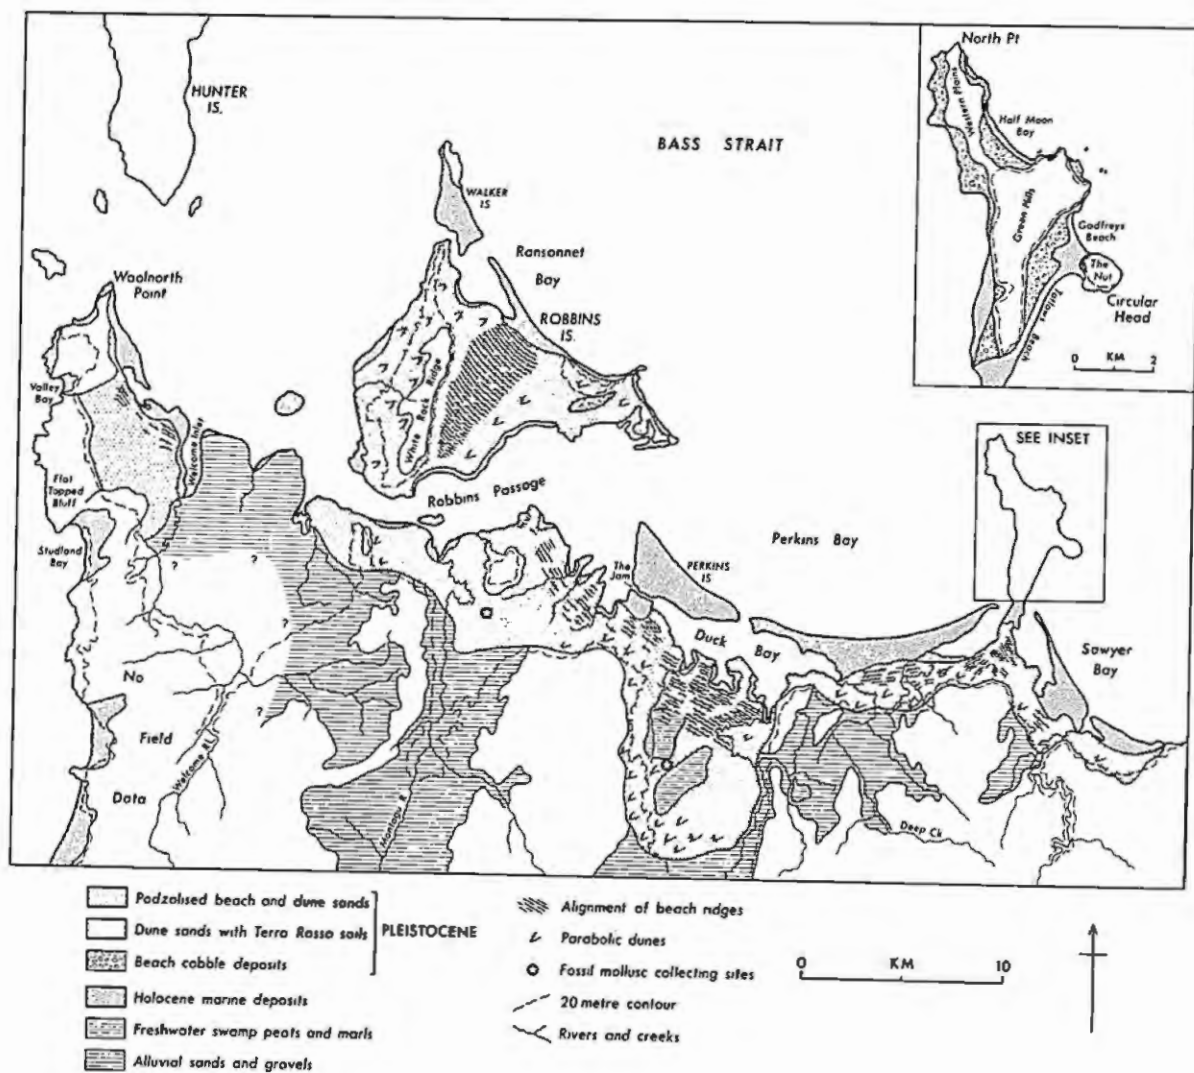 HUNTER
IS.
BASS STRAIT
WALKER
IS
Ransonnet
Bay
ROBBINS
IS.
White Rock Ridge
Woolnorth
Point
Valley
Bay
Welcome Inlet
Flat
Topped
Bluff
Studland
Bay
Robbins Passage
?
?
?
No
Field
Data
Welcome R.
Montagu R.
The
Jam
PERKINS
IS
Perkins Bay
Duck
Bay
Deep Ck
Sawyer
Bay
SEE INSET
North Pt
Western Plains
Half Moon
Bay
Green Hills
Godfreys
Beach
The
Nut
Circular
Head
Tatlows Beach
0 KM 2
Podzolised beach and dune sands
Dune sands with Terra Rossa soils
PLEISTOCENE
Beach cobble deposits
Holocene marine deposits
Freshwater swamp peats and marls
Alluvial sands and gravels
Alignment of beach ridges
Parabolic dunes
Fossil mollusc collecting sites
20 metre contour
Rivers and creeks
0 KM 10